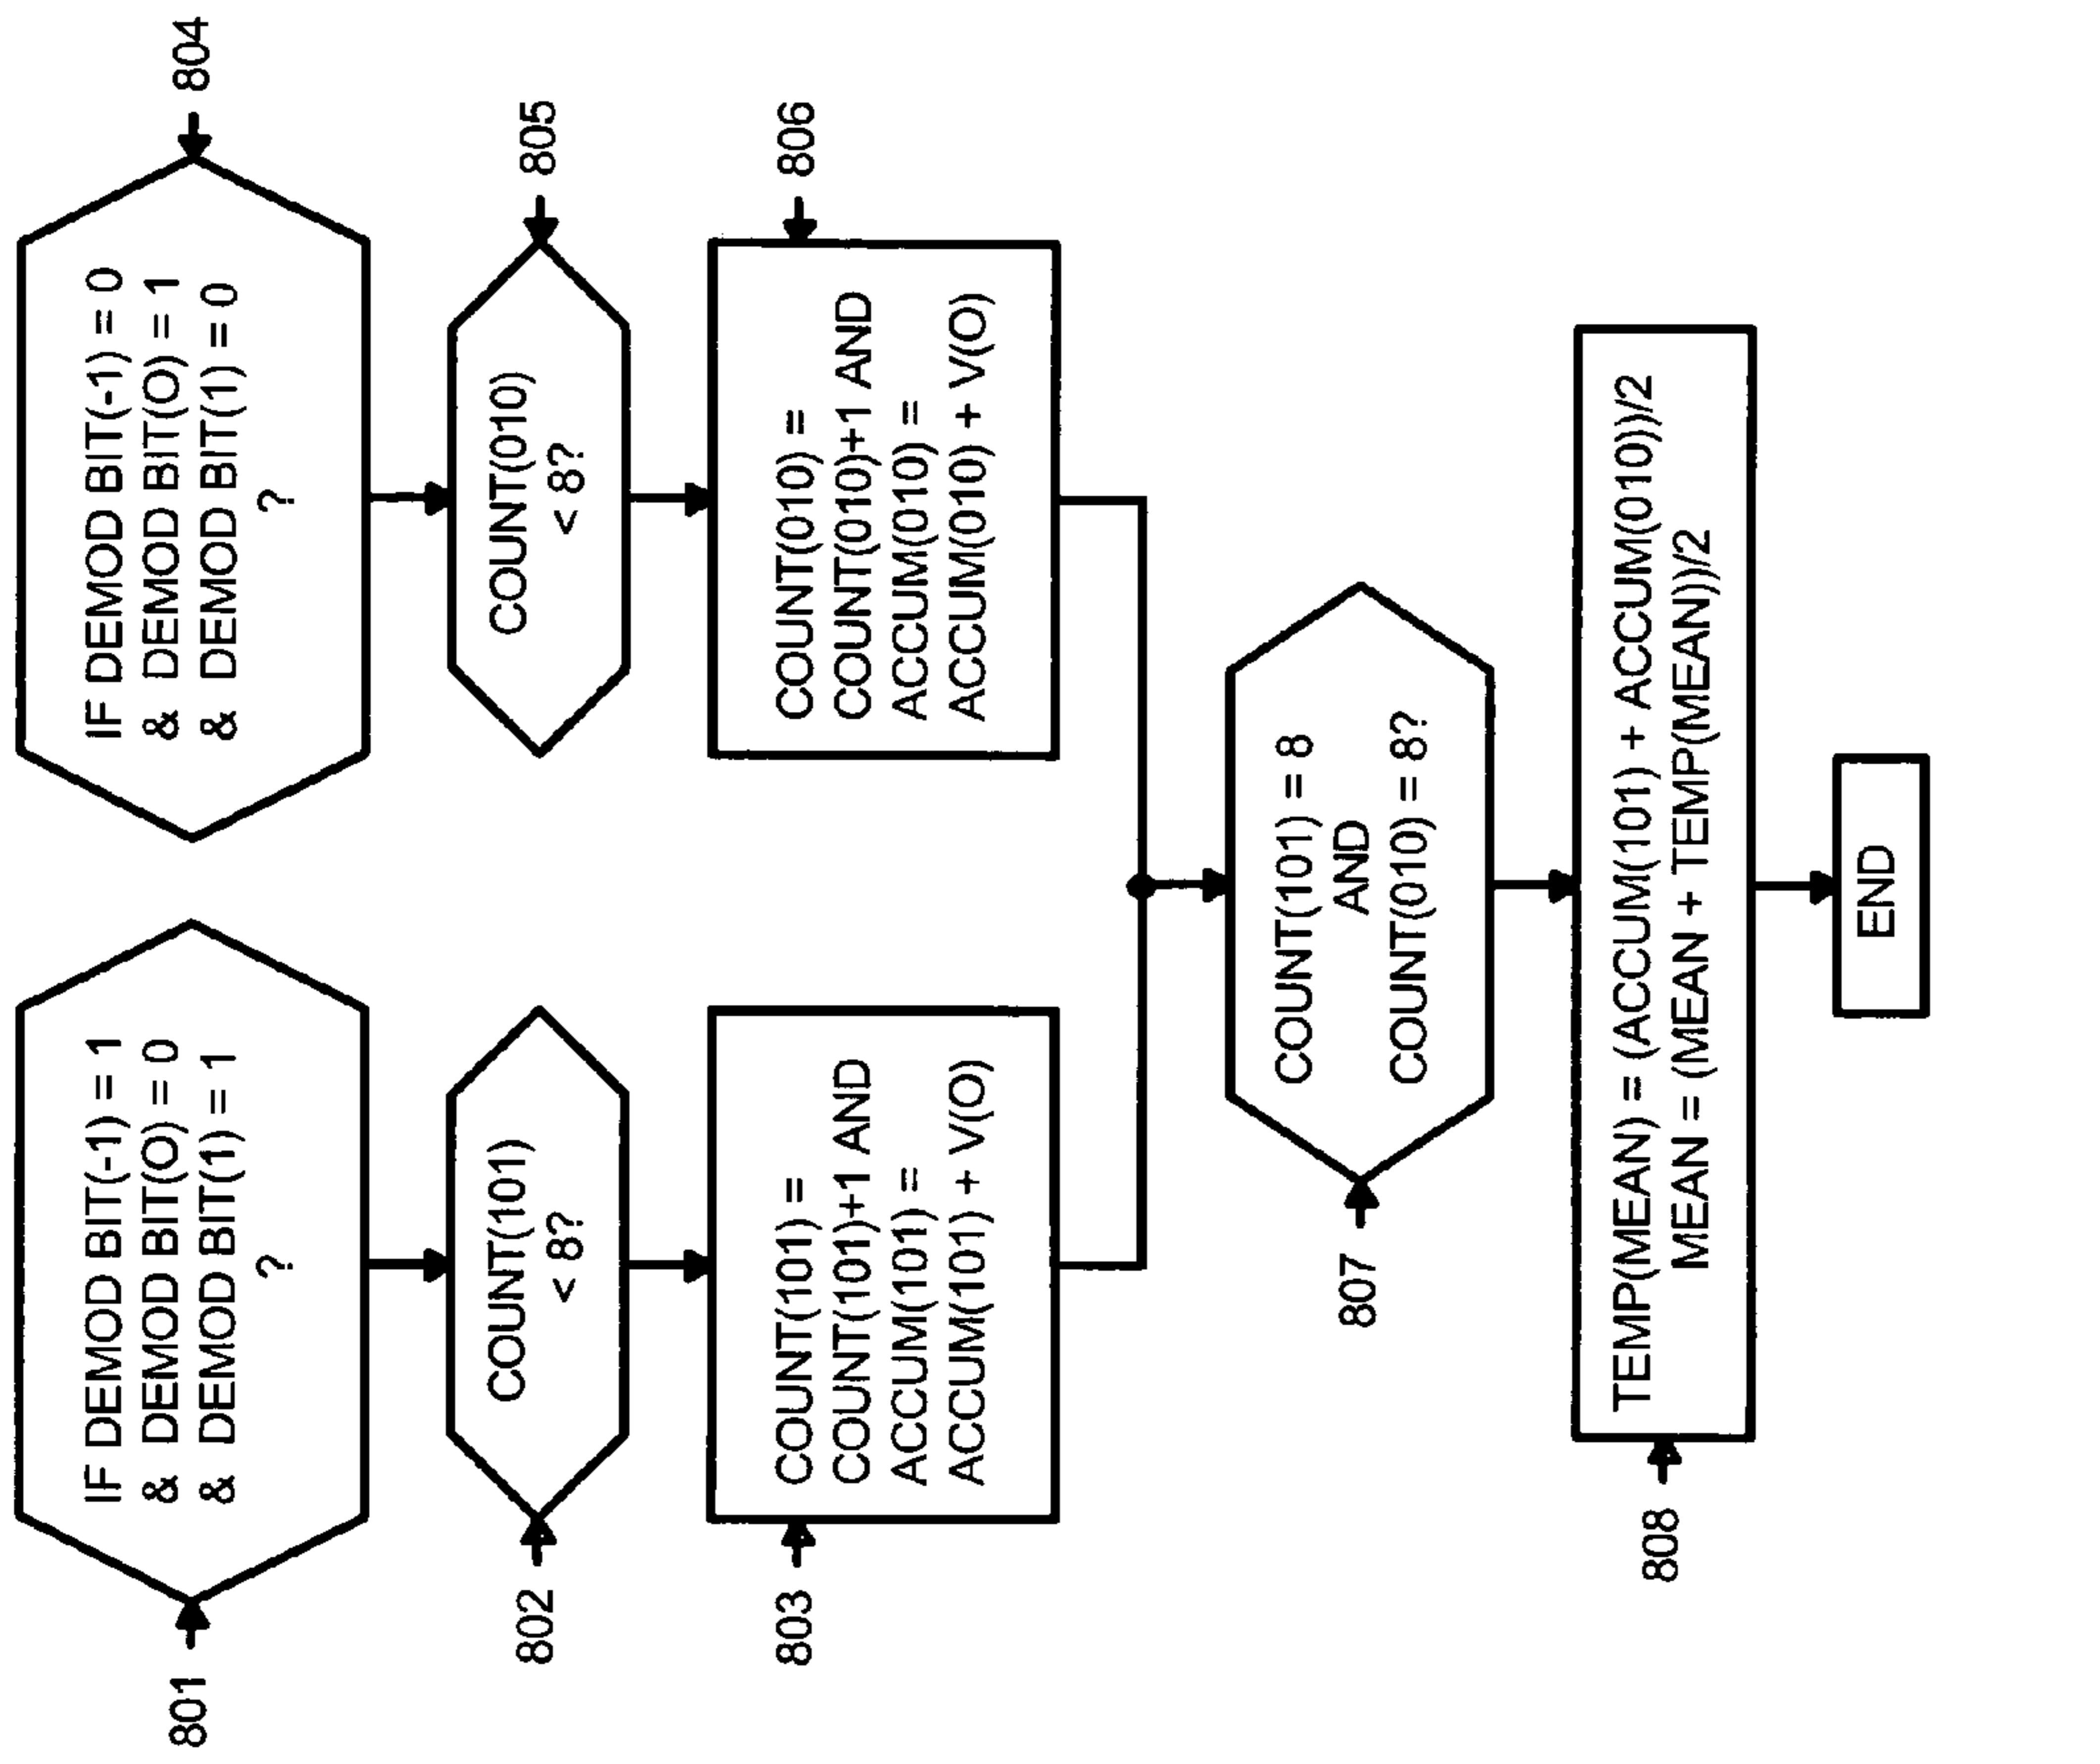 801
IF DEMOD BIT(-1) = 1
& DEMOD BIT(O) = 0
& DEMOD BIT(1) = 1
?
802
COUNT(101)
< 8?
803
COUNT(101) =
COUNT(101)+1 AND
ACCUM(101) =
ACCUM(101) + V(O)
804
IF DEMOD BIT(-1) = 0
& DEMOD BIT(O) = 1
& DEMOD BIT(1) = 0
?
805
COUNT(010)
< 8?
806
COUNT(010) =
COUNT(010)+1 AND
ACCUM(010) =
ACCUM(010) + V(O)
807
COUNT(101) = 8
AND
COUNT(010) = 8?
808
TEMP(MEAN) = (ACCUM(101) + ACCUM(010))/2
MEAN = (MEAN + TEMP(MEAN))/2
END